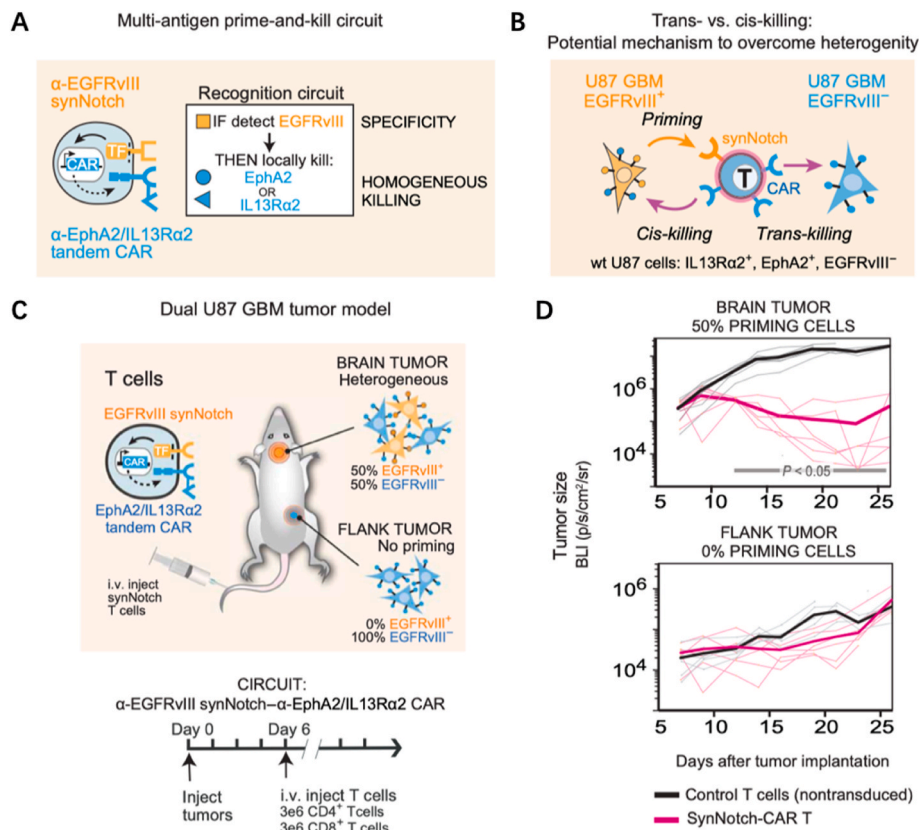 A
Multi-antigen prime-and-kill circuit
α-EGFRvIII
synNotch
TF
CAR
α-EphA2/IL13Rα2
tandem CAR
Recognition circuit
IF detect EGFRvIII
THEN locally kill:
EphA2
OR
IL13Rα2
SPECIFICITY
HOMOGENEOUS
KILLING
B
Trans- vs. cis-killing:
Potential mechanism to overcome heterogenity
U87 GBM
EGFRvIII⁺
U87 GBM
EGFRvIII⁻
Priming
synNotch
T
CAR
Cis-killing
Trans-killing
wt U87 cells: IL13Rα2⁺, EphA2⁺, EGFRvIII⁻
C
Dual U87 GBM tumor model
T cells
EGFRvIII synNotch
TF
CAR
EphA2/IL13Rα2
tandem CAR
i.v. inject
synNotch
T cells
BRAIN TUMOR
Heterogeneous
50% EGFRvIII⁺
50% EGFRvIII⁻
FLANK TUMOR
No priming
0% EGFRvIII⁺
100% EGFRvIII⁻
CIRCUIT:
α-EGFRvIII synNotch–α-EphA2/IL13Rα2 CAR
Day 0
Day 6
Inject
tumors
i.v. inject T cells
3e6 CD4⁺ Tcells
3e6 CD8⁺ T cells
D
BRAIN TUMOR
50% PRIMING CELLS
10⁶
10⁴
P < 0.05
5 10 15 20 25
Tumor size
BLI (p/s/cm²/sr)
FLANK TUMOR
0% PRIMING CELLS
10⁶
10⁴
5 10 15 20 25
Days after tumor implantation
Control T cells (nontransduced)
SynNotch-CAR T